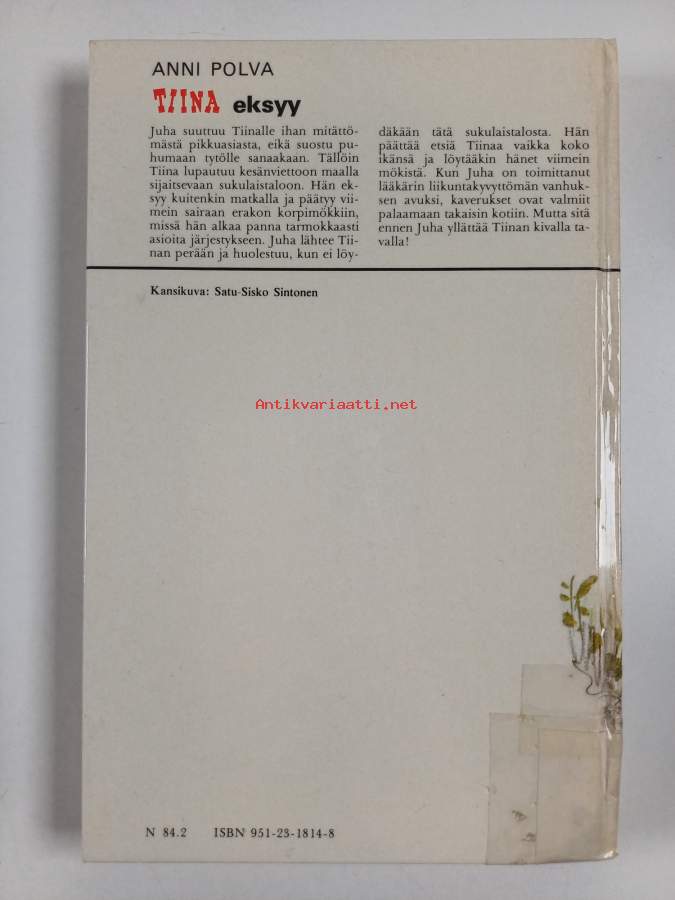 ANNI POLVA
TIINA eksyy
Juha suuttuu Tiinalle ihan mitättö-
mästä pikkuasiasta, eikä suostu pu-
humaan tytölle sanaakaan. Tällöin
Tiina lupautuu kesänviettoon maalla
sijaitsevaan sukulaistaloon. Hän ek-
syy kuitenkin matkalla ja päätyy vii-
mein sairaan erakon korpimökkiin,
missä hän alkaa panna tarmokkaasti
asioita järjestykseen. Juha lähtee Tii-
nan perään ja huolestuu, kun ei löy-
däkään tätä sukulaistalosta. Hän
päättää etsiä Tiinaa vaikka koko
ikänsä ja löytääkin hänet viimein
mökistä. Kun Juha on toimittanut
lääkärin liikuntakyvyttömän vanhuk-
sen avuksi, kaverukset ovat valmiit
palaamaan takaisin kotiin. Mutta sitä
ennen Juha yllättää Tiinan kivalla ta-
valla!
Kansikuva: Satu-Sisko Sintonen
Antikvariaatti.net
N 84.2 ISBN 951-23-1814-8